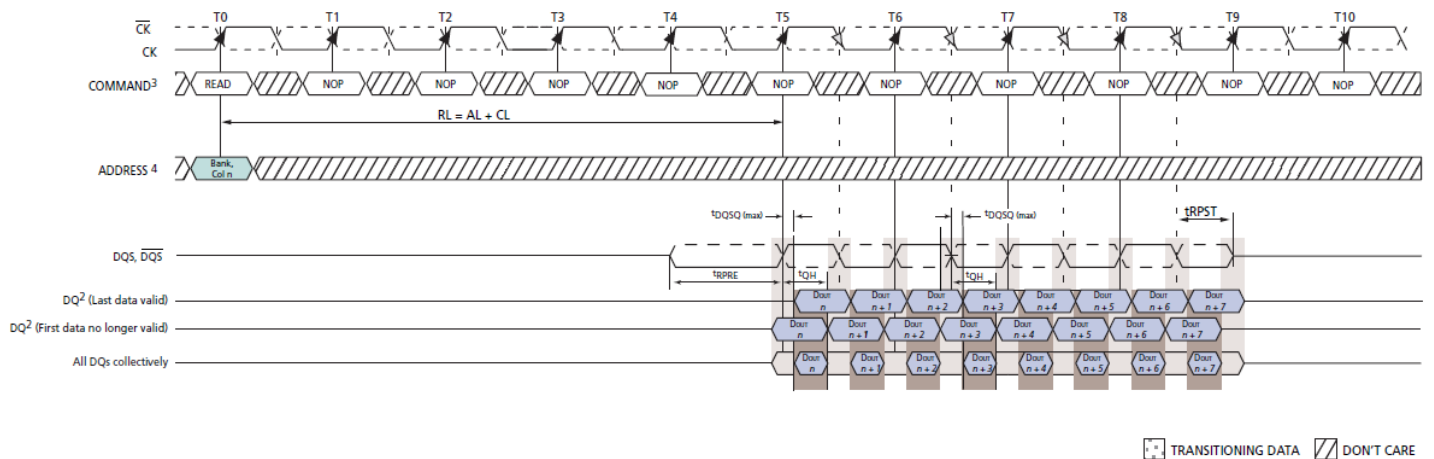 T0 T1 T2 T3 T4 T5 T6 T7 T8 T9 T10
CK
CK
COMMAND3 READ NOP NOP NOP NOP NOP NOP NOP NOP NOP NOP
RL = AL + CL
ADDRESS 4 Bank,
Col n
tDQSQ (max) tDQSQ (max) tRPST
DQS, DQS
tRPRE tQH tQH
DQ2 (Last data valid) DOUT n DOUT n + 1 DOUT n + 2 DOUT n + 3 DOUT n + 4 DOUT n + 5 DOUT n + 6 DOUT n + 7
DQ2 (First data no longer valid) DOUT n DOUT n + 1 DOUT n + 2 DOUT n + 3 DOUT n + 4 DOUT n + 5 DOUT n + 6 DOUT n + 7
All DQs collectively DOUT n DOUT n + 1 DOUT n + 2 DOUT n + 3 DOUT n + 4 DOUT n + 5 DOUT n + 6 DOUT n + 7
TRANSITIONING DATA DON'T CARE